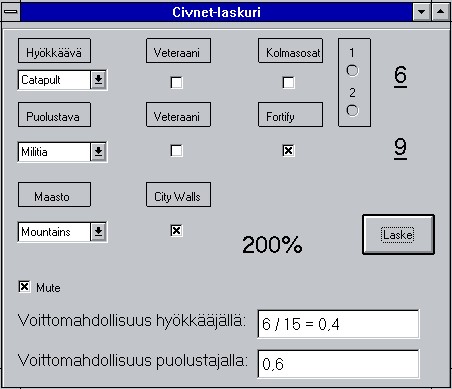 Civnet-laskuri
Hyökkäävä Veteraani Kolmasosat 1
Catapult 6
2
Puolustava Veteraani Fortify
Militia 9
Maasto City Walls
Mountains 200% Laske
Mute
Voittomahdollisuus hyökkääjällä: 6 / 15 = 0,4
Voittomahdollisuus puolustajalla: 0,6